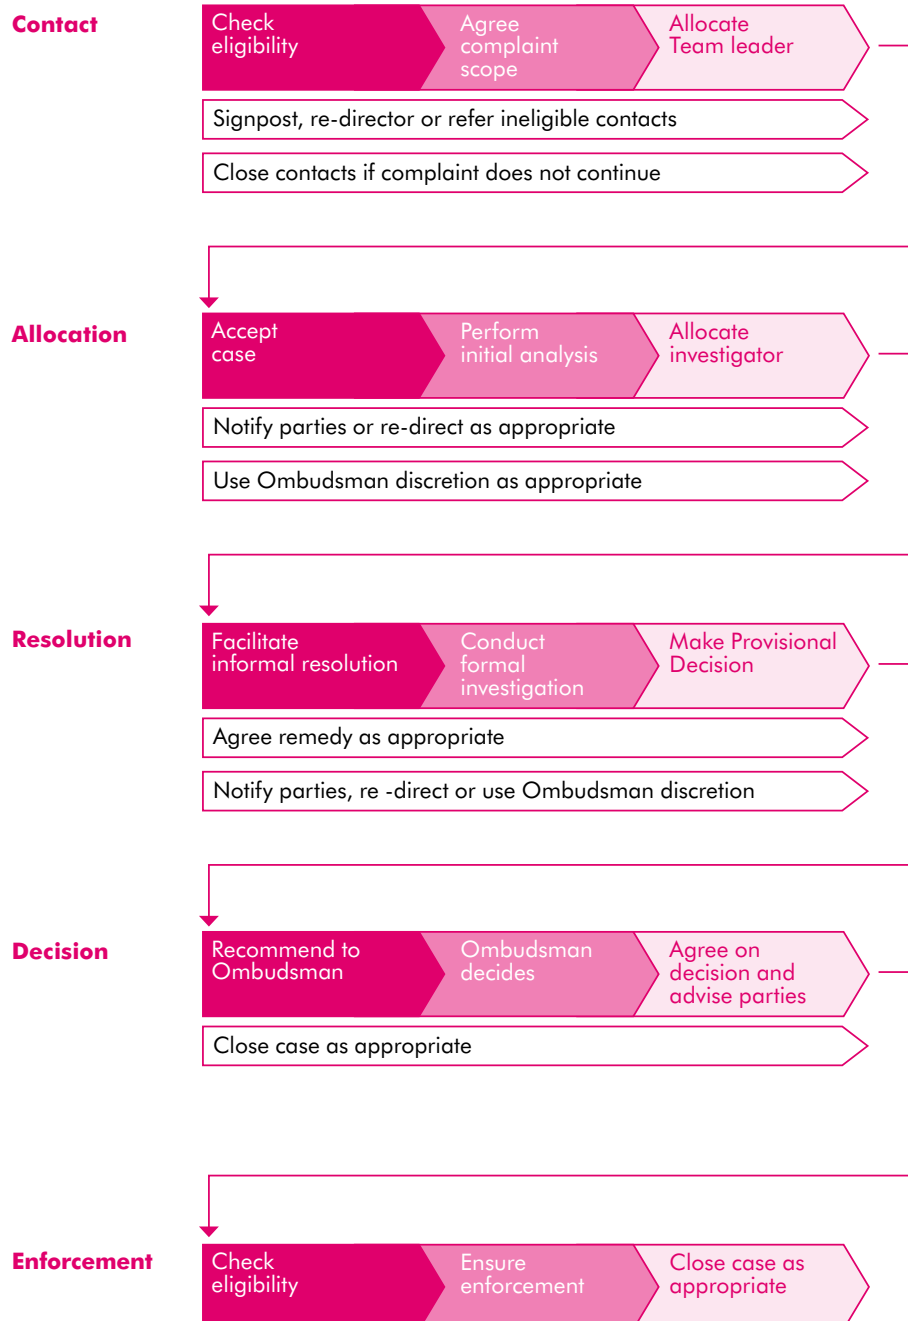 Contact
Check
eligibility
Agree
complaint
scope
Allocate
Team leader
Signpost, re-director or refer ineligible contacts
Close contacts if complaint does not continue
Allocation
Accept
case
Perform
initial analysis
Allocate
investigator
Notify parties or re-direct as appropriate
Use Ombudsman discretion as appropriate
Resolution
Facilitate
informal resolution
Conduct
formal
investigation
Make Provisional
Decision
Agree remedy as appropriate
Notify parties, re -direct or use Ombudsman discretion
Decision
Recommend to
Ombudsman
Ombudsman
decides
Agree on
decision and
advise parties
Close case as appropriate
Enforcement
Check
eligibility
Ensure
enforcement
Close case as
appropriate